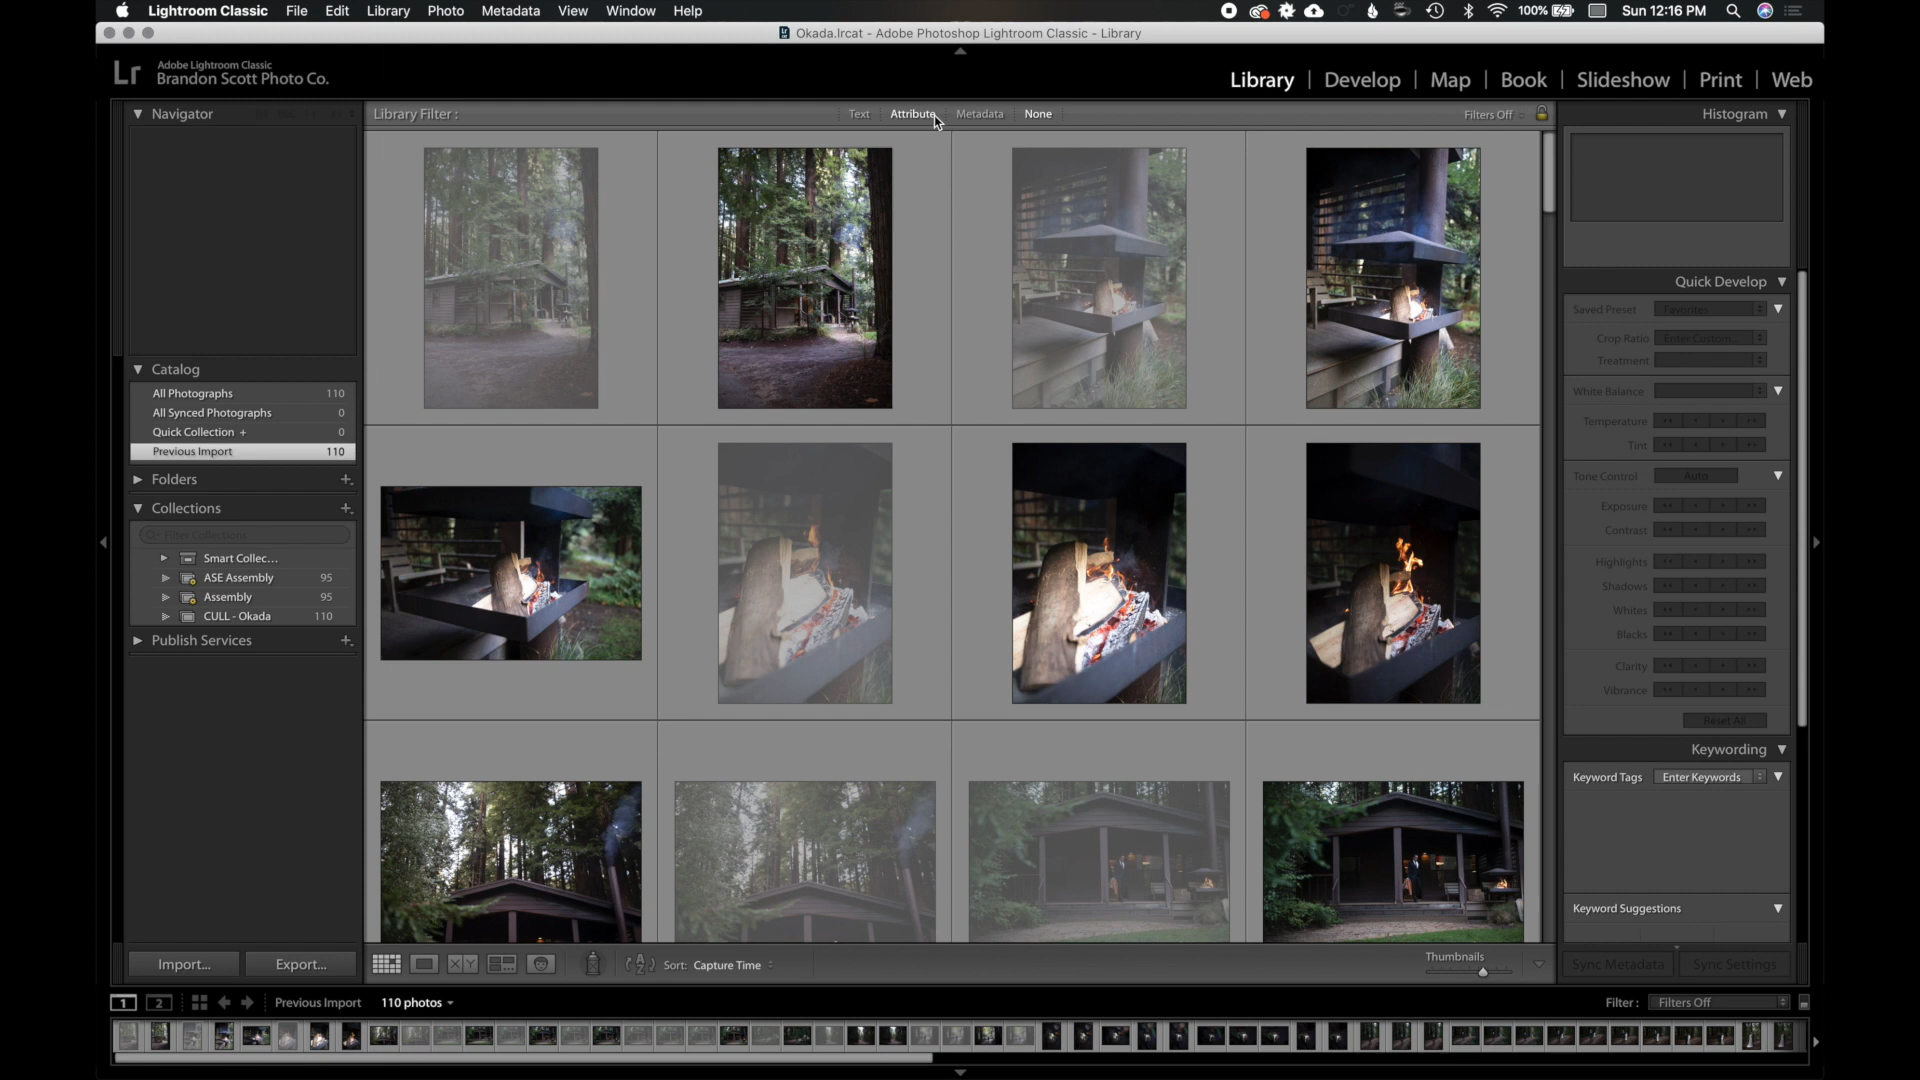 Lightroom Classic File Edit Library Photo Metadata View Window Help 100% Sun 12:16 PM
Okada.lrcat - Adobe Photoshop Lightroom Classic - Library
Lr Adobe Lightroom Classic
Brandon Scott Photo Co.
Library | Develop | Map | Book | Slideshow | Print | Web
Navigator
Library Filter : Text Attribute Metadata None Filters Off
Histogram
Quick Develop
Saved Preset Favorites
Crop Ratio Enter Custom...
Treatment
White Balance
Temperature
Tint
Tone Control Auto
Exposure
Contrast
Highlights
Shadows
Whites
Blacks
Clarity
Vibrance
Reset All
Keywording
Keyword Tags Enter Keywords
Keyword Suggestions
Sync Metadata Sync Settings
Catalog
All Photographs 110
All Synced Photographs 0
Quick Collection + 0
Previous Import 110
Folders
Collections
Filter Collections
Smart Collec...
ASE Assembly 95
Assembly 95
CULL - Okada 110
Publish Services
Import... Export...
X Y
Sort: Capture Time
Thumbnails
1 2 Previous Import 110 photos
Filter : Filters Off